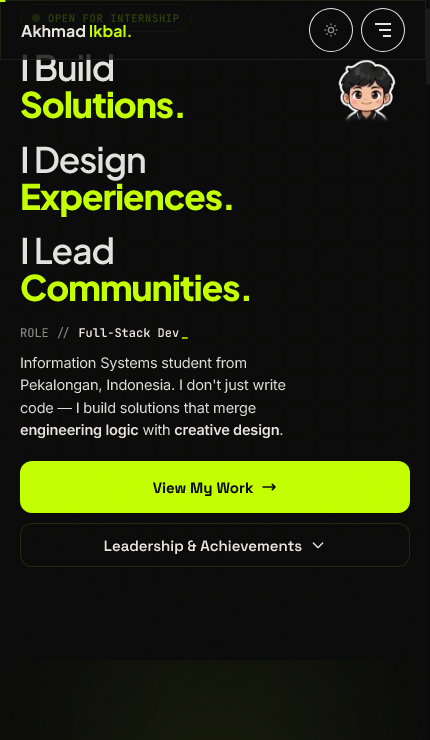 OPEN FOR INTERNSHIP
Akhmad Ikbal.
I Build
Solutions.
I Design
Experiences.
I Lead
Communities.
ROLE // Full-Stack Dev_
Information Systems student from
Pekalongan, Indonesia. I don't just write
code — I build solutions that merge
engineering logic with creative design.
View My Work →
Leadership & Achievements